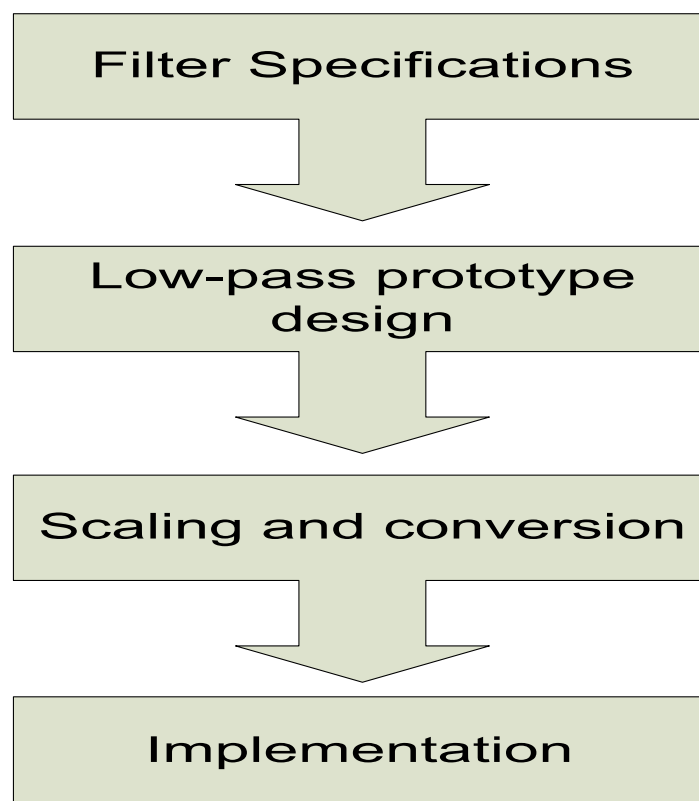 Filter Specifications
Low-pass prototype
design
Scaling and conversion
Implementation